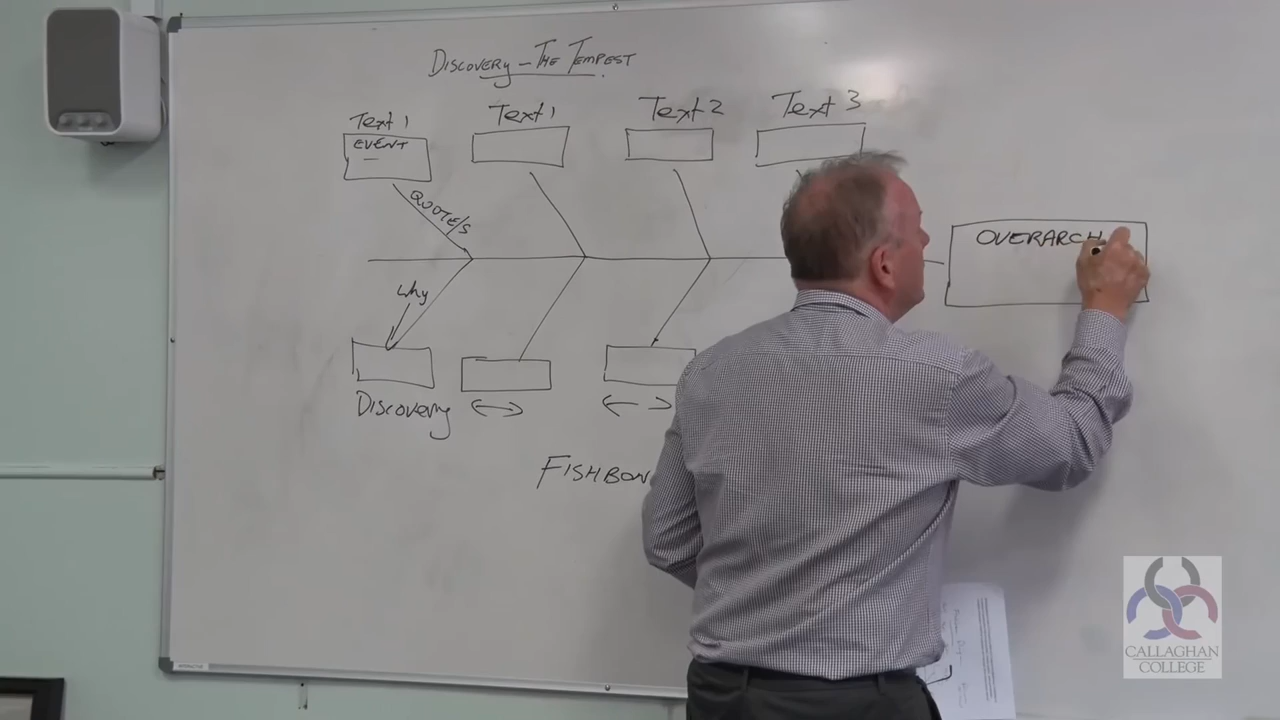 Discovery - The Tempest
Text 1 Text 1 Text 2 Text 3
EVENT
QUOTE/S
OVERARCH
Why
Discovery
FISHBON
CALLAGHAN
COLLEGE